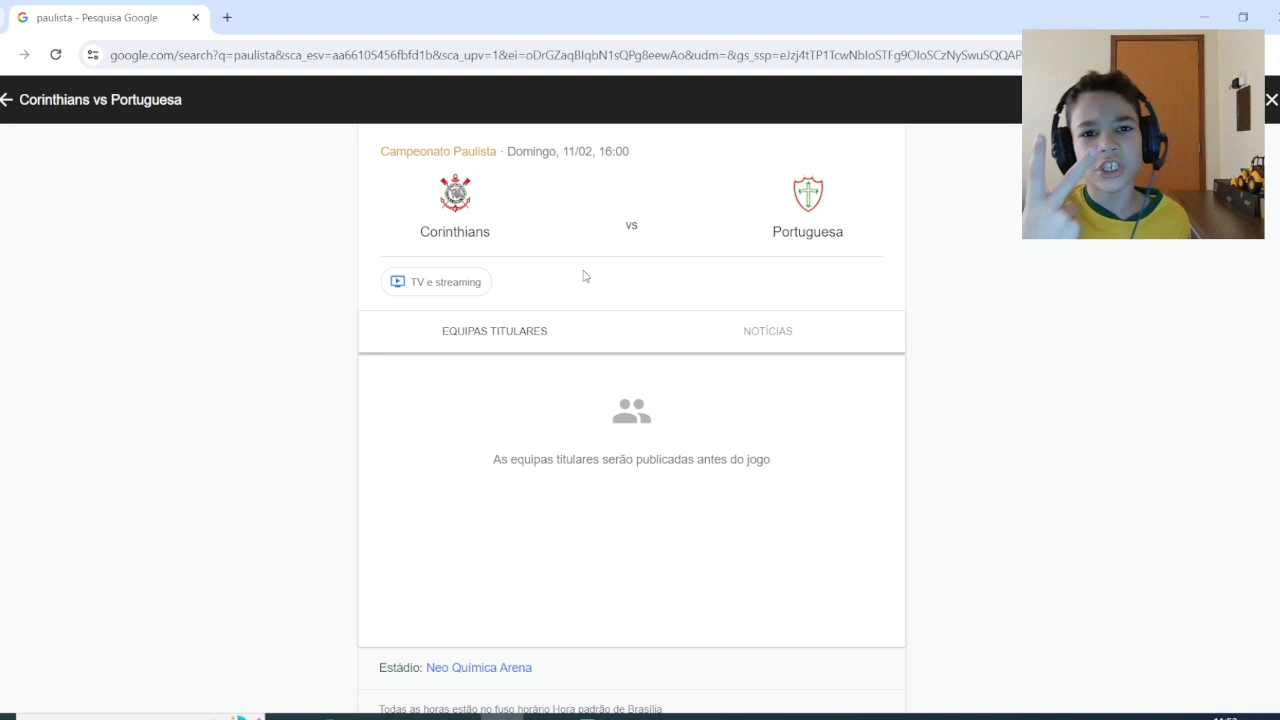 paulista - Pesquisa Google
google.com/search?q=paulista&sca_esv=aa66105456fbfd1b&sca_upv=1&ei=oDrGZaqBIqbN1sQPg8eewAo&udm=&gs_ssp=eJzj4tTP1TcwNbIoSTFg9OIoSCzNySwuSQQAP
Corinthians vs Portuguesa
Campeonato Paulista · Domingo, 11/02, 16:00
Corinthians
vs
Portuguesa
TV e streaming
EQUIPAS TITULARES
NOTÍCIAS
As equipas titulares serão publicadas antes do jogo
Estádio: Neo Química Arena
Todas as horas estão no fuso horário Hora padrão de Brasília